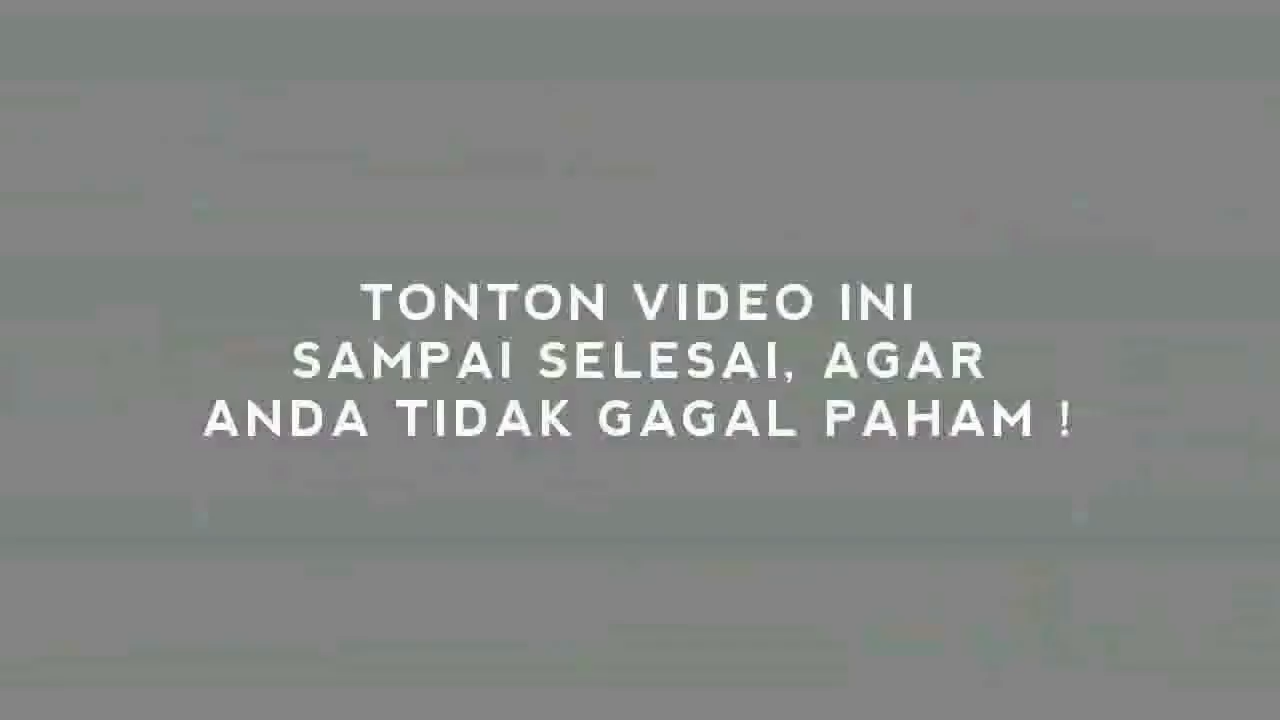 TONTON VIDEO INI
SAMPAI SELESAI, AGAR
ANDA TIDAK GAGAL PAHAM !